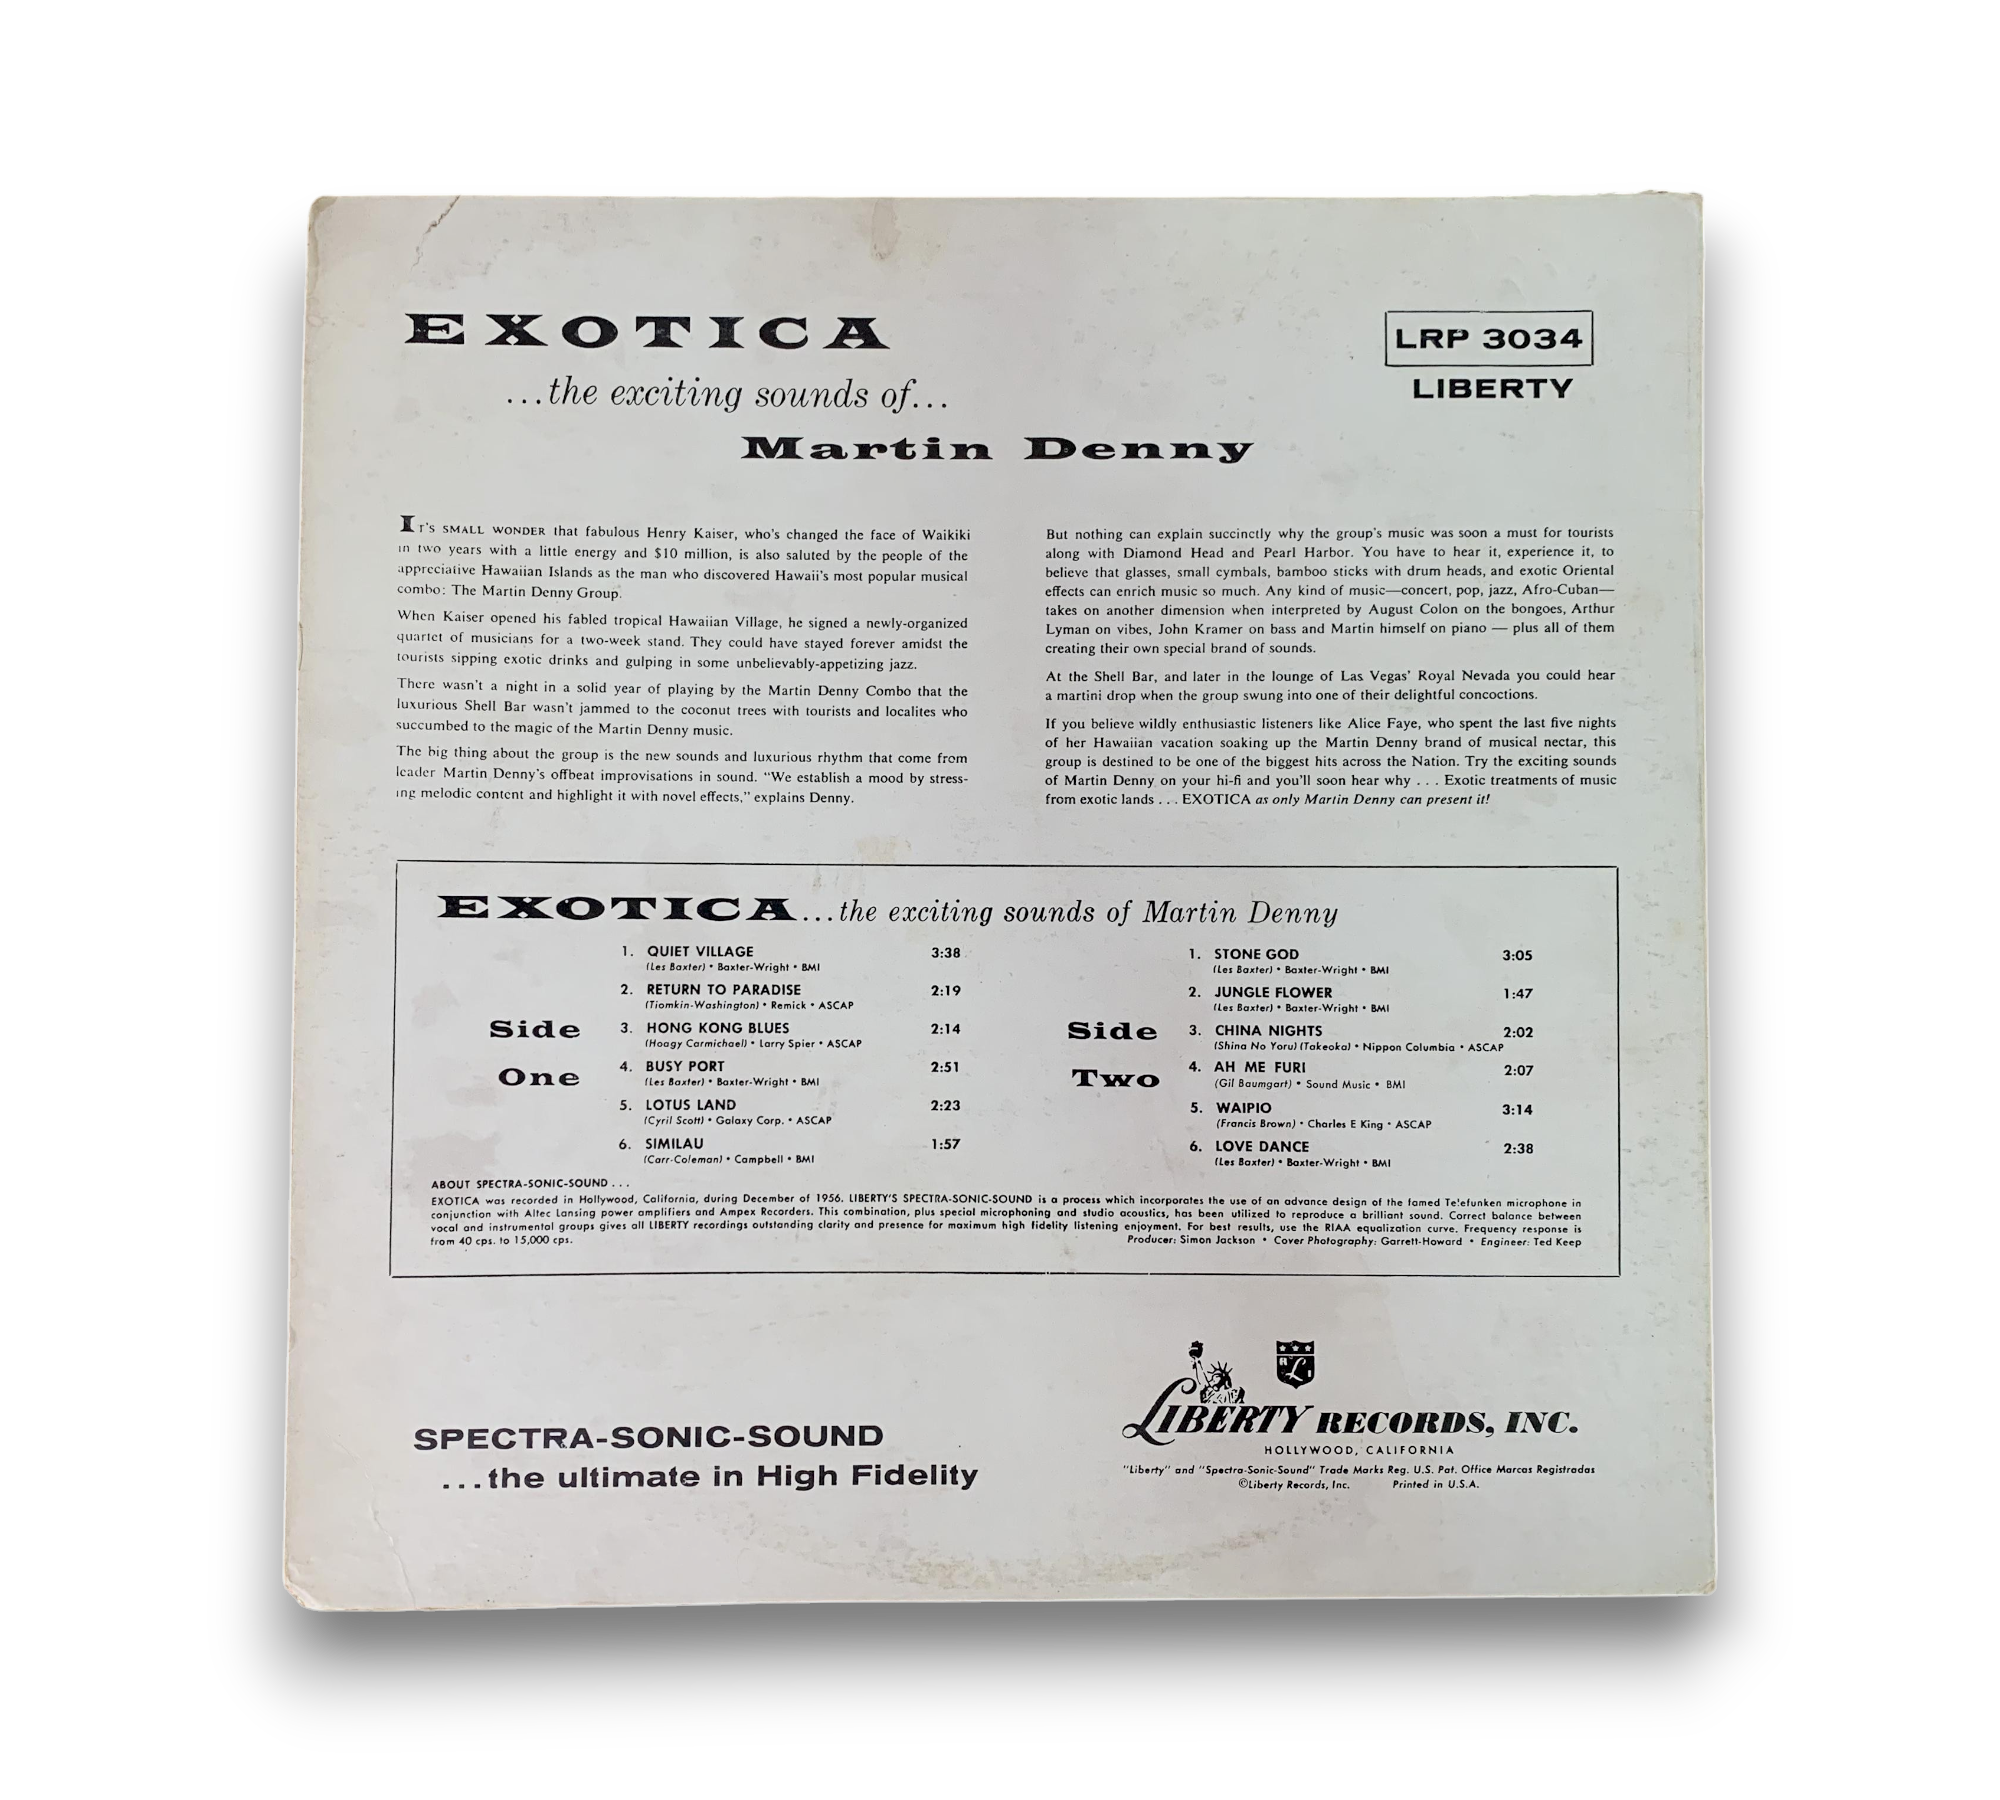 EXOTICA
...the exciting sounds of...
Martin Denny
LRP 3034
LIBERTY
IT'S SMALL WONDER that fabulous Henry Kaiser, who's changed the face of Waikiki
in two years with a little energy and $10 million, is also saluted by the people of the
appreciative Hawaiian Islands as the man who discovered Hawaii's most popular musical
combo: The Martin Denny Group.
When Kaiser opened his fabled tropical Hawaiian Village, he signed a newly-organized
quartet of musicians for a two-week stand. They could have stayed forever amidst the
tourists sipping exotic drinks and gulping in some unbelievably-appetizing jazz.
There wasn't a night in a solid year of playing by the Martin Denny Combo that the
luxurious Shell Bar wasn't jammed to the coconut trees with tourists and localites who
succumbed to the magic of the Martin Denny music.
The big thing about the group is the new sounds and luxurious rhythm that come from
leader Martin Denny's offbeat improvisations in sound. "We establish a mood by stress-
ing melodic content and highlight it with novel effects," explains Denny.
But nothing can explain succinctly why the group's music was soon a must for tourists
along with Diamond Head and Pearl Harbor. You have to hear it, experience it, to
believe that glasses, small cymbals, bamboo sticks with drum heads, and exotic Oriental
effects can enrich music so much. Any kind of music—concert, pop, jazz, Afro-Cuban—
takes on another dimension when interpreted by August Colon on the bongoes, Arthur
Lyman on vibes, John Kramer on bass and Martin himself on piano — plus all of them
creating their own special brand of sounds.
At the Shell Bar, and later in the lounge of Las Vegas' Royal Nevada you could hear
a martini drop when the group swung into one of their delightful concoctions.
If you believe wildly enthusiastic listeners like Alice Faye, who spent the last five nights
of her Hawaiian vacation soaking up the Martin Denny brand of musical nectar, this
group is destined to be one of the biggest hits across the Nation. Try the exciting sounds
of Martin Denny on your hi-fi and you'll soon hear why . . . Exotic treatments of music
from exotic lands . . . EXOTICA as only Martin Denny can present it!
EXOTICA...the exciting sounds of Martin Denny
Side
One
1. QUIET VILLAGE 3:38
(Les Baxter) • Baxter-Wright • BMI
2. RETURN TO PARADISE 2:19
(Tiomkin-Washington) • Remick • ASCAP
3. HONG KONG BLUES 2:14
(Hoagy Carmichael) • Larry Spier • ASCAP
4. BUSY PORT 2:51
(Les Baxter) • Baxter-Wright • BMI
5. LOTUS LAND 2:23
(Cyril Scott) • Galaxy Corp. • ASCAP
6. SIMILAU 1:57
(Carr-Coleman) • Campbell • BMI
Side
Two
1. STONE GOD 3:05
(Les Baxter) • Baxter-Wright • BMI
2. JUNGLE FLOWER 1:47
(Les Baxter) • Baxter-Wright • BMI
3. CHINA NIGHTS 2:02
(Shina No Yoru) (Takeoka) • Nippon Columbia • ASCAP
4. AH ME FURI 2:07
(Gil Baumgart) • Sound Music • BMI
5. WAIPIO 3:14
(Francis Brown) • Charles E King • ASCAP
6. LOVE DANCE 2:38
(Les Baxter) • Baxter-Wright • BMI
ABOUT SPECTRA-SONIC-SOUND . . .
EXOTICA was recorded in Hollywood, California, during December of 1956. LIBERTY'S SPECTRA-SONIC-SOUND is a process which incorporates the use of an advance design of the famed Telefunken microphone in
conjunction with Altec Lansing power amplifiers and Ampex Recorders. This combination, plus special microphoning and studio acoustics, has been utilized to reproduce a brilliant sound. Correct balance between
vocal and instrumental groups gives all LIBERTY recordings outstanding clarity and presence for maximum high fidelity listening enjoyment. For best results, use the RIAA equalization curve. Frequency response is
from 40 cps. to 15,000 cps.
Producer: Simon Jackson • Cover Photography: Garrett-Howard • Engineer: Ted Keep
SPECTRA-SONIC-SOUND
...the ultimate in High Fidelity
LIBERTY RECORDS, INC.
HOLLYWOOD, CALIFORNIA
"Liberty" and "Spectra-Sonic-Sound" Trade Marks Reg. U.S. Pat. Office Marcas Registradas
©Liberty Records, Inc. Printed in U.S.A.